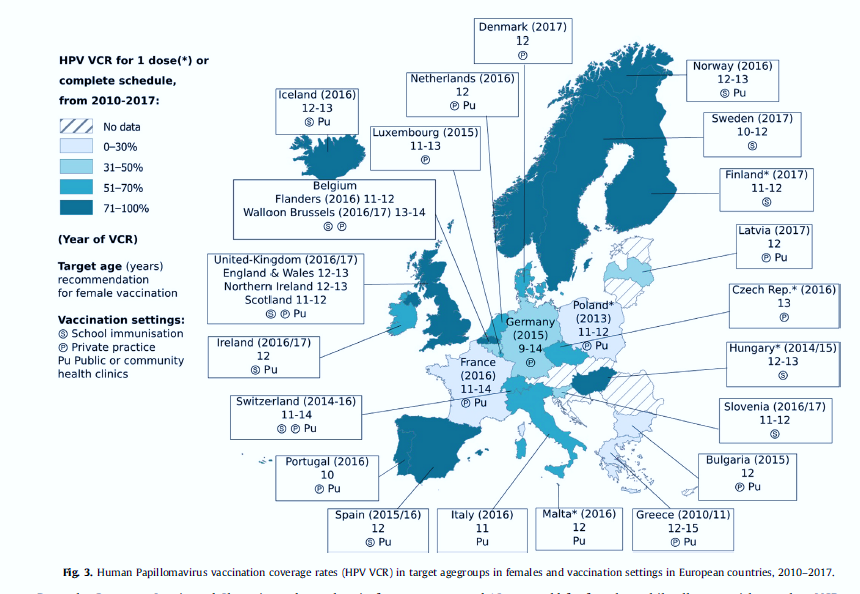 HPV VCR for 1 dose(*) or
complete schedule,
from 2010-2017:
No data
0–30%
31–50%
51–70%
71–100%
(Year of VCR)
Target age (years)
recommendation
for female vaccination
Vaccination settings:
Ⓢ School immunisation
Ⓟ Private practice
Pu Public or community
health clinics
Denmark (2017)
12
Ⓟ
Netherlands (2016)
12
Ⓟ Pu
Iceland (2016)
12-13
Ⓢ Pu
Luxembourg (2015)
11-13
Ⓟ
Belgium
Flanders (2016) 11-12
Walloon Brussels (2016/17) 13-14
Ⓢ Ⓟ
United-Kingdom (2016/17)
England & Wales 12-13
Northern Ireland 12-13
Scotland 11-12
Ⓢ Ⓟ Pu
Ireland (2016/17)
12
Ⓢ Pu
Switzerland (2014-16)
11-14
Ⓢ Ⓟ Pu
Portugal (2016)
10
Ⓟ Pu
Spain (2015/16)
12
Ⓢ Pu
Italy (2016)
11
Pu
Malta* (2016)
12
Pu
Greece (2010/11)
12-15
Ⓟ Pu
Norway (2016)
12-13
Ⓢ Pu
Sweden (2017)
10-12
Ⓢ
Finland* (2017)
11-12
Ⓢ
Latvia (2017)
12
Ⓟ Pu
Czech Rep.* (2016)
13
Ⓟ
Hungary* (2014/15)
12-13
Ⓢ
Slovenia (2016/17)
11-12
Ⓢ
Bulgaria (2015)
12
Ⓟ Pu
Germany
(2015)
9-14
Ⓟ
Poland*
(2013)
11-12
Ⓟ Pu
France
(2016)
11-14
Ⓟ Pu
Fig. 3. Human Papillomavirus vaccination coverage rates (HPV VCR) in target agegroups in females and vaccination settings in European countries, 2010–2017.